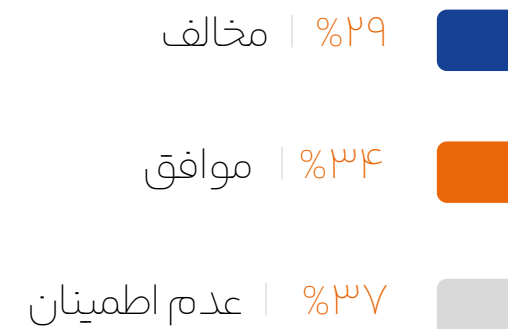 %۲۹ | مخالف
%۳۴ | موافق
%۳۷ | عدم اطمینان